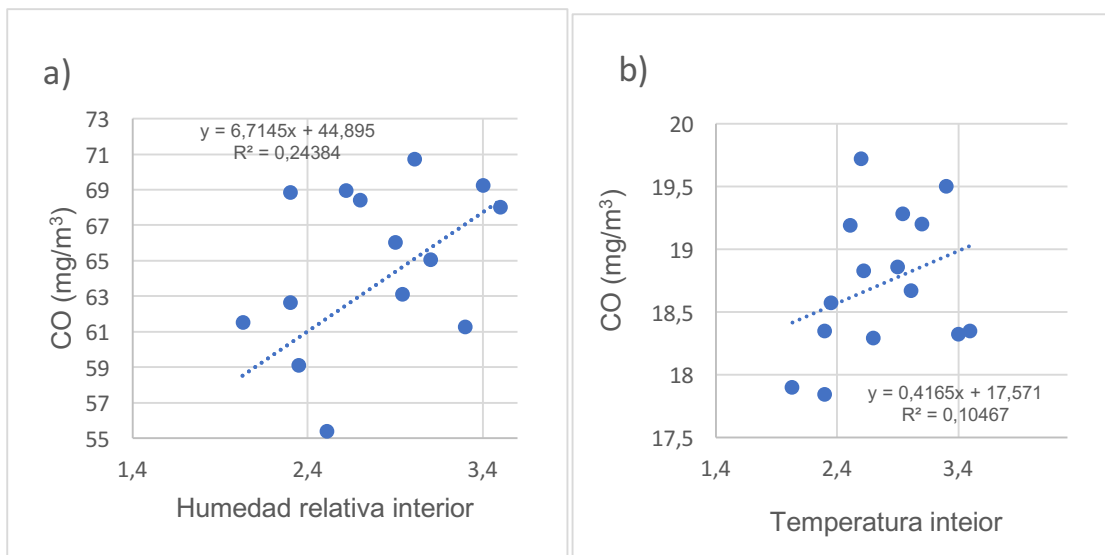 a)
y = 6,7145x + 44,895
R² = 0,24384
73
71
69
67
65
63
61
59
57
55
CO (mg/m³)
1,4 2,4 3,4
Humedad relativa interior
b)
20
19,5
19
18,5
18
17,5
CO (mg/m³)
y = 0,4165x + 17,571
R² = 0,10467
1,4 2,4 3,4
Temperatura inteior